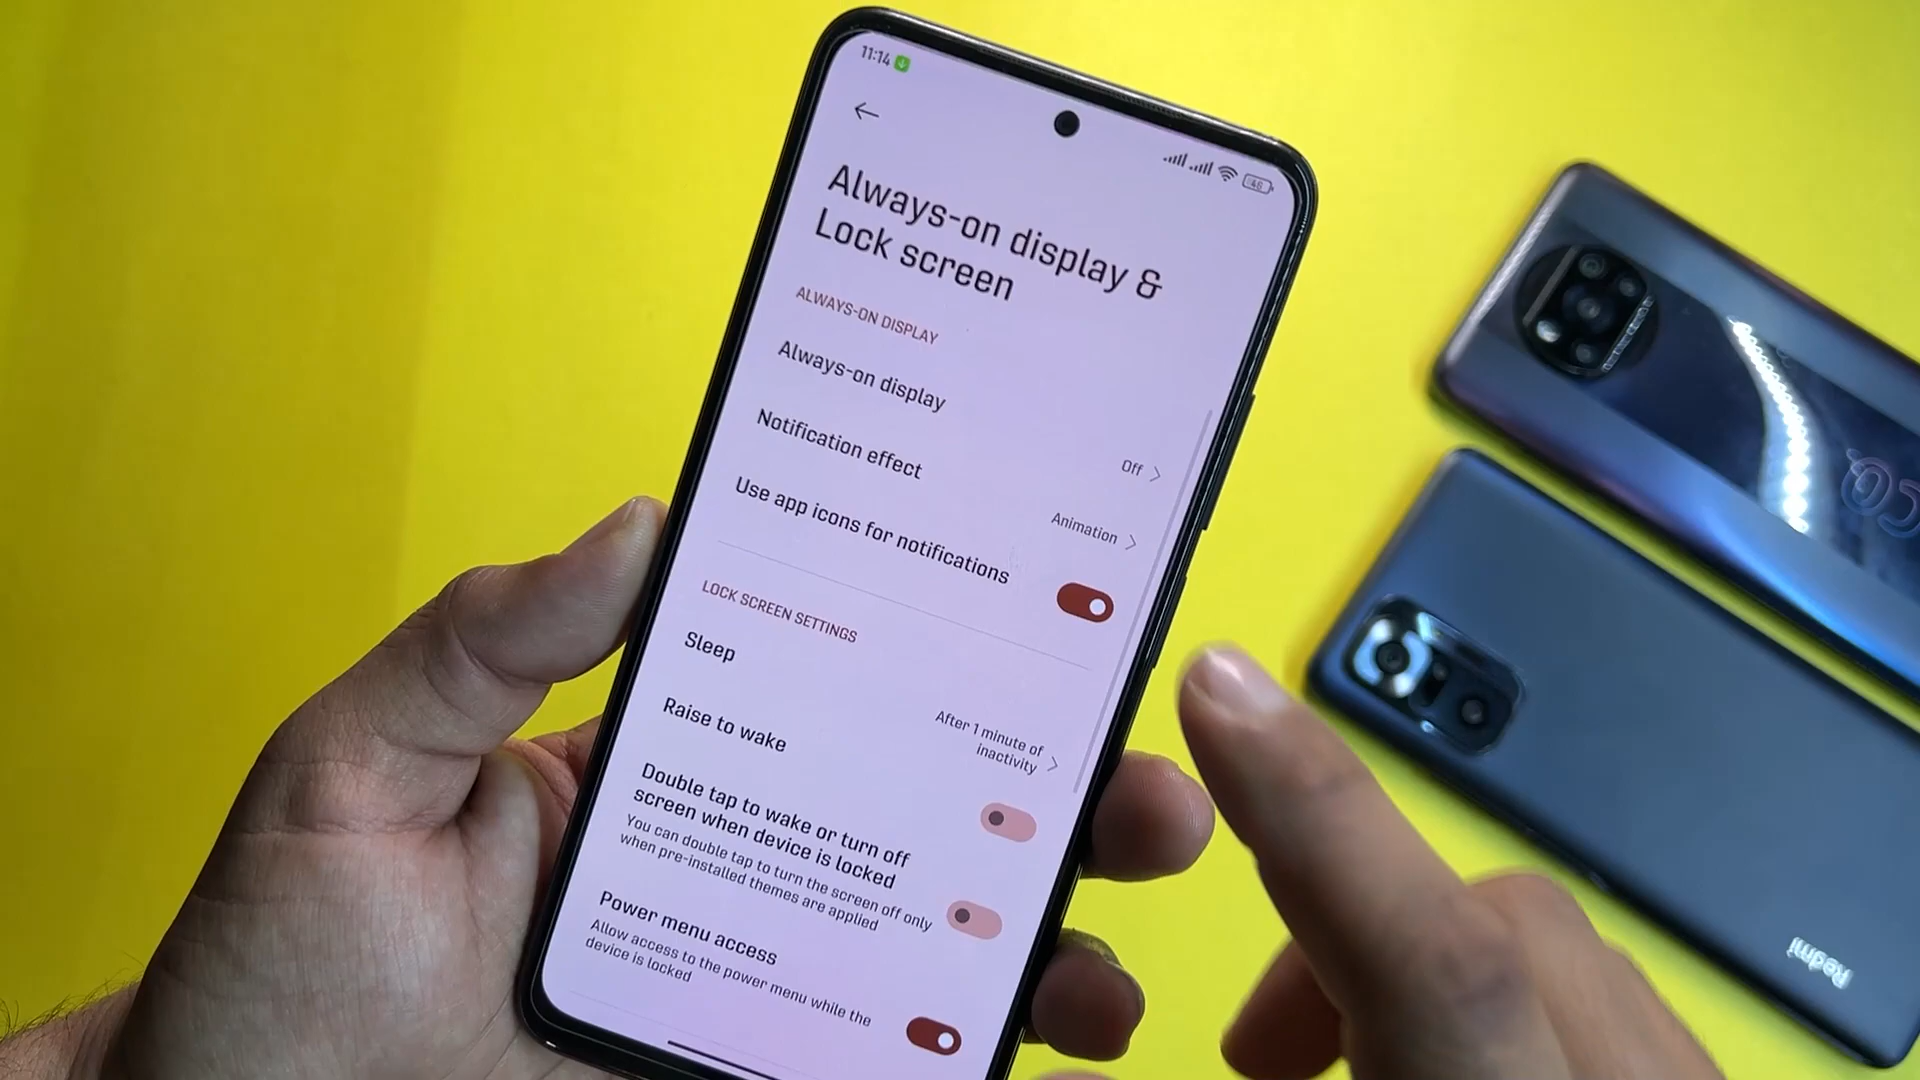 11:14
48
Always-on display &
Lock screen
ALWAYS-ON DISPLAY
Always-on display
Off
Notification effect
Animation
Use app icons for notifications
LOCK SCREEN SETTINGS
Sleep
After 1 minute of
inactivity
Raise to wake
Double tap to wake or turn off
screen when device is locked
You can double tap to turn the screen off only
when pre-installed themes are applied
Power menu access
Allow access to the power menu while the
device is locked
Redmi